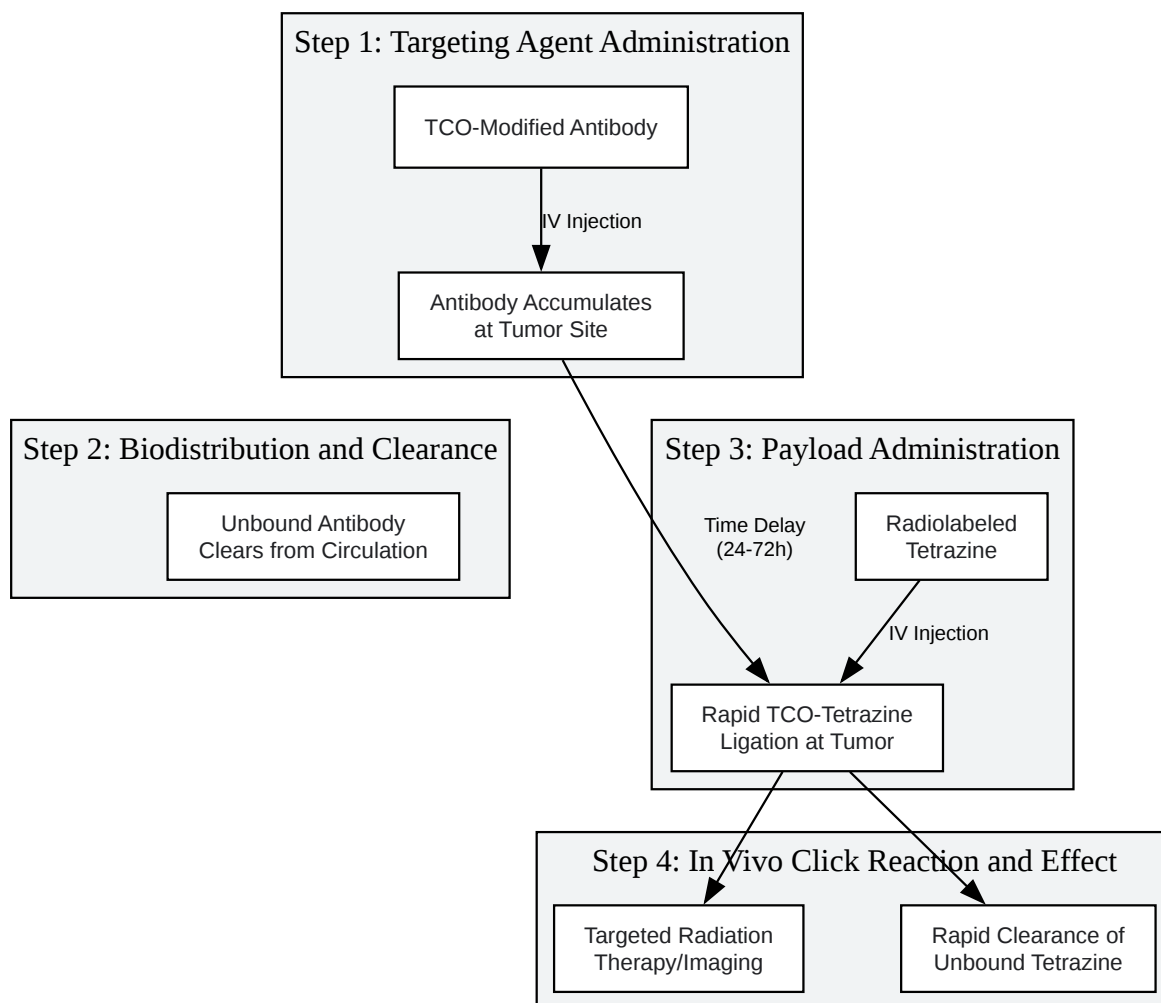 Step 1: Targeting Agent Administration
TCO-Modified Antibody
IV Injection
Antibody Accumulates
at Tumor Site
Step 2: Biodistribution and Clearance
Unbound Antibody
Clears from Circulation
Step 3: Payload Administration
Time Delay
(24-72h)
Radiolabeled
Tetrazine
IV Injection
Rapid TCO-Tetrazine
Ligation at Tumor
Step 4: In Vivo Click Reaction and Effect
Targeted Radiation
Therapy/Imaging
Rapid Clearance of
Unbound Tetrazine